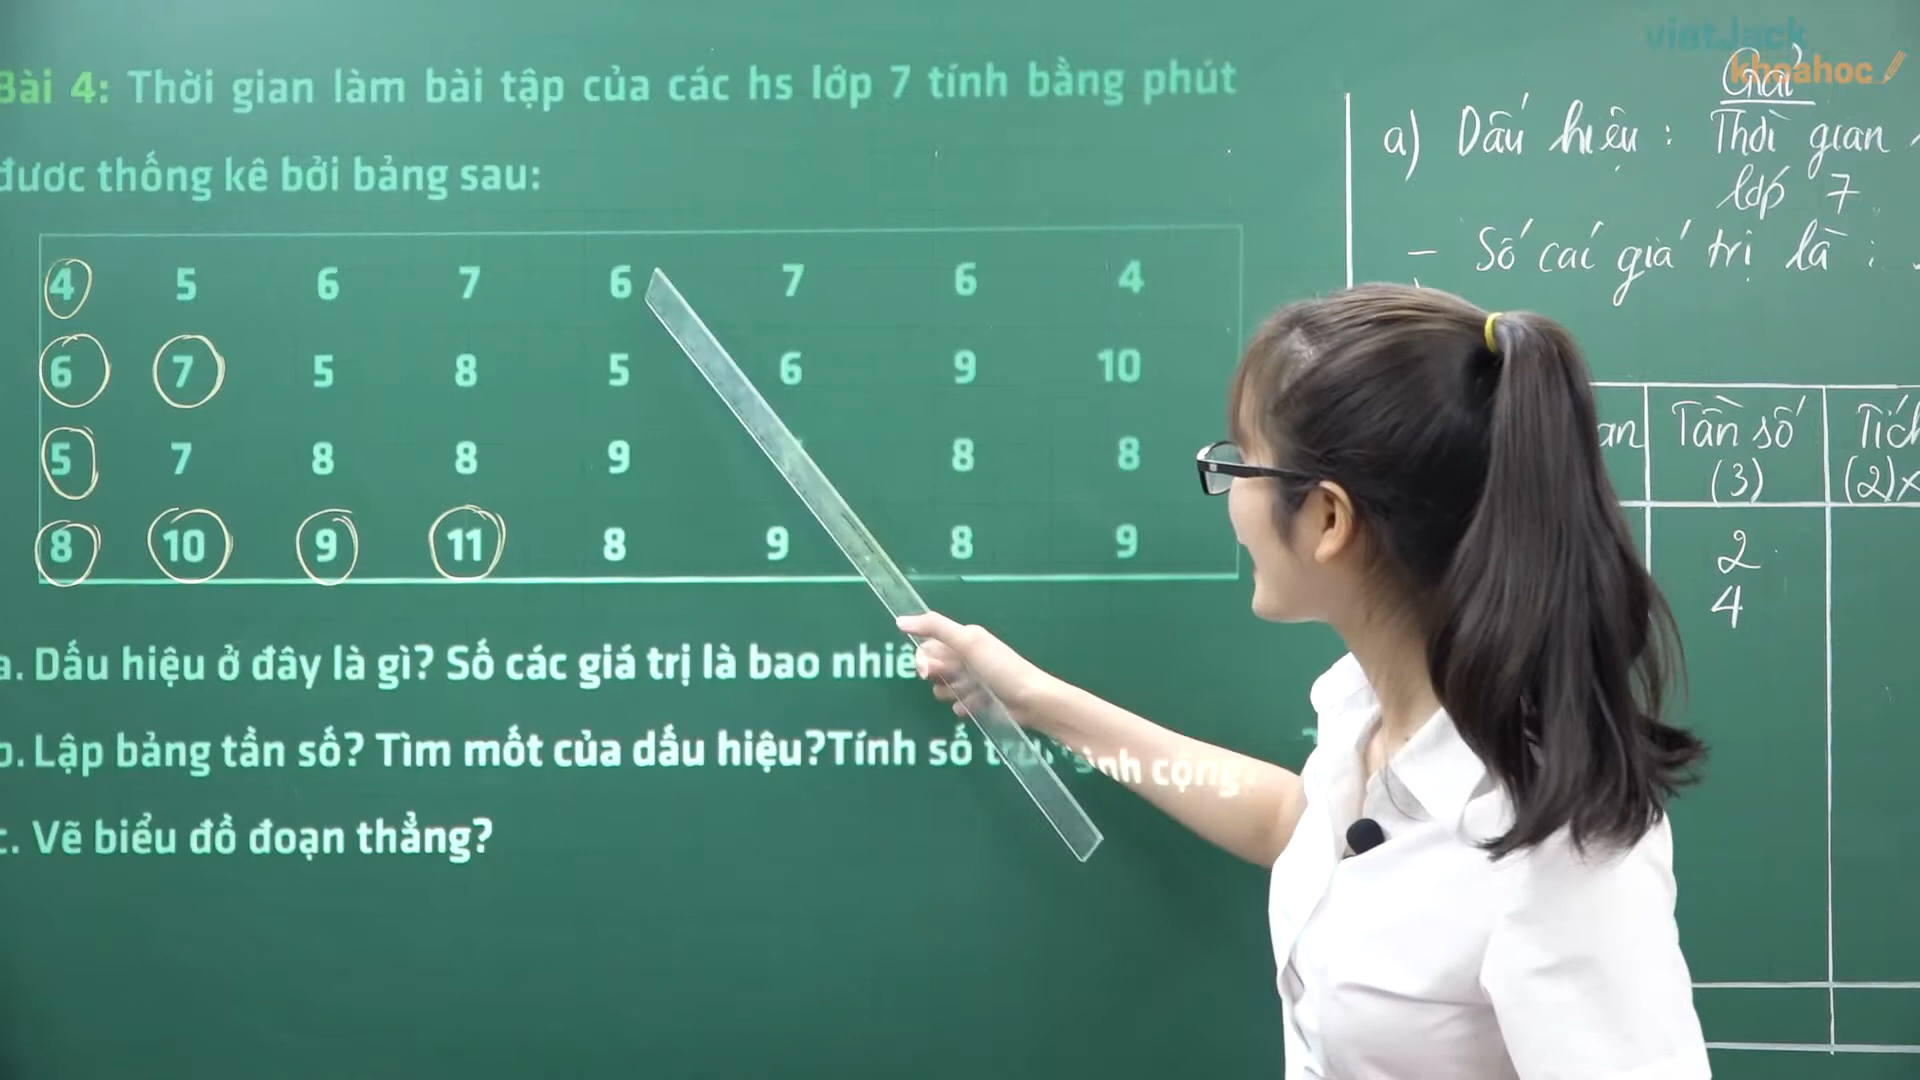 vietJack
khoahoc
Bài 4: Thời gian làm bài tập của các hs lớp 7 tính bằng phút
được thống kê bởi bảng sau:
4 5 6 7 6 7 6 4
6 7 5 8 5 6 9 10
5 7 8 8 9 8 8
8 10 9 11 8 9 8 9
a. Dấu hiệu ở đây là gì? Số các giá trị là bao
b. Lập bảng tần số? Tìm mốt của dấu hiệu?Tính số cộng?
c. Vẽ biểu đồ đoạn thẳng?
Giải
a) Dấu hiệu : Thời gian
lớp 7
- Số các giá trị là :
Tần số
(3) (2)x
2
4